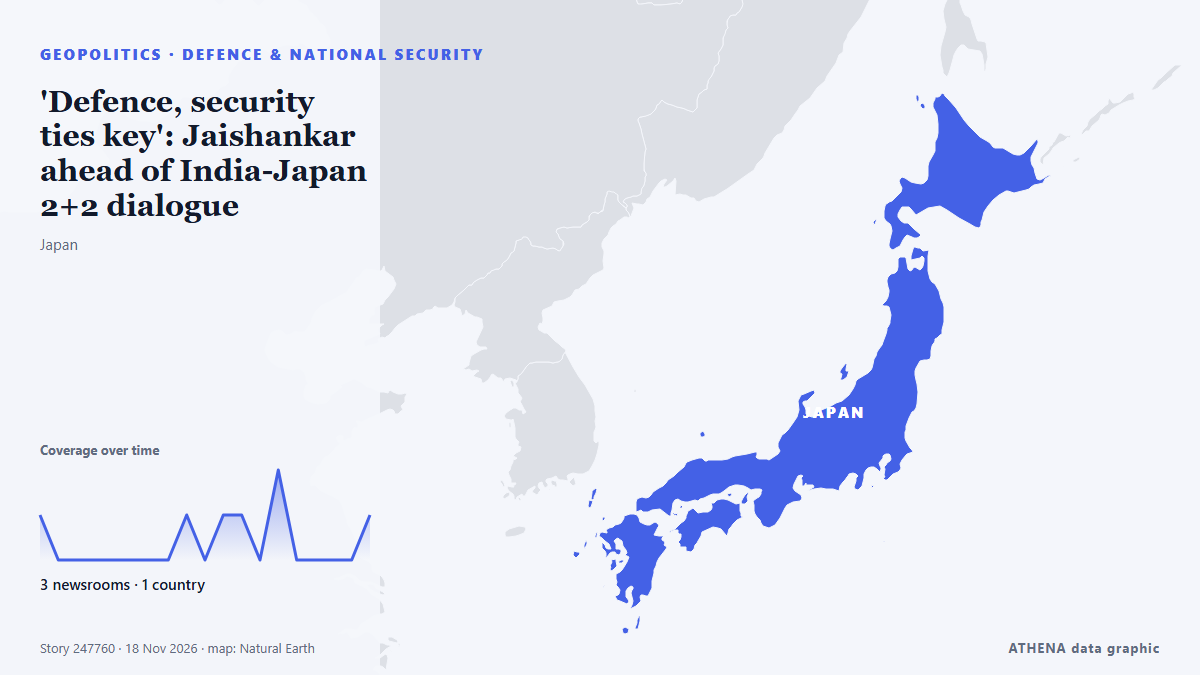 GEOPOLITICS · DEFENCE & NATIONAL SECURITY
'Defence, security
ties key': Jaishankar
ahead of India-Japan
2+2 dialogue
Japan
JAPAN
Coverage over time
3 newsrooms · 1 country
Story 247760 · 18 Nov 2026 · map: Natural Earth
ATHENA data graphic